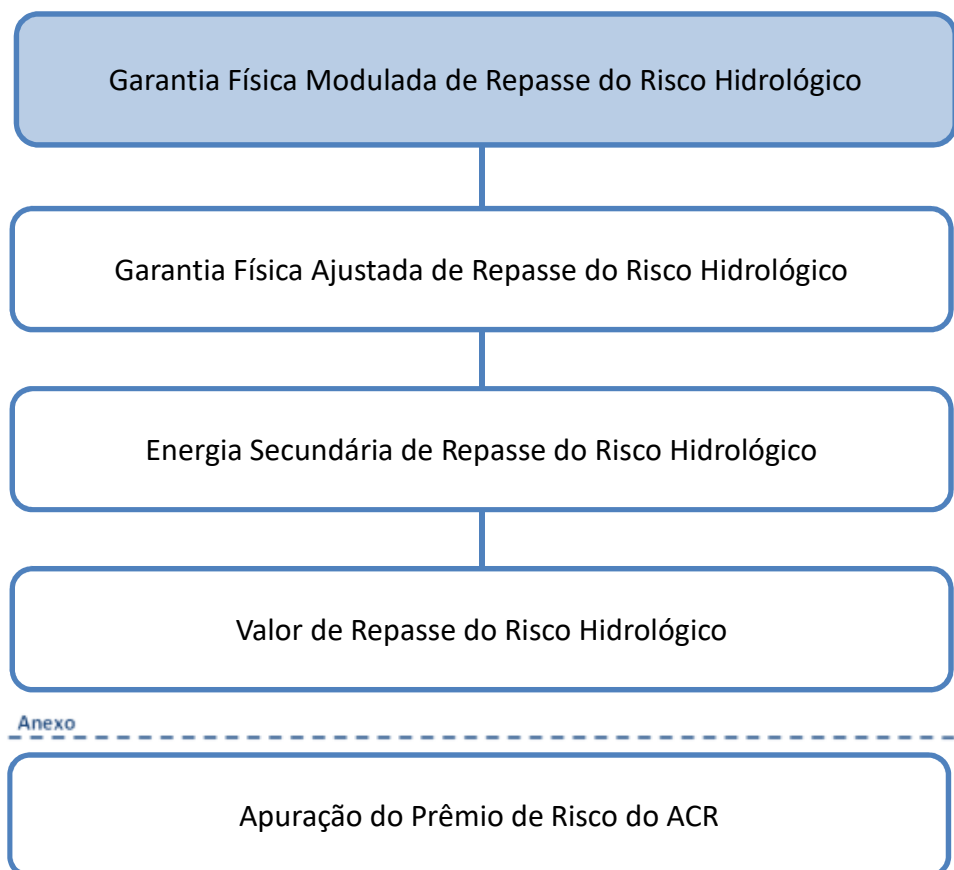 Garantia Física Modulada de Repasse do Risco Hidrológico
Garantia Física Ajustada de Repasse do Risco Hidrológico
Energia Secundária de Repasse do Risco Hidrológico
Valor de Repasse do Risco Hidrológico
Anexo
Apuração do Prêmio de Risco do ACR